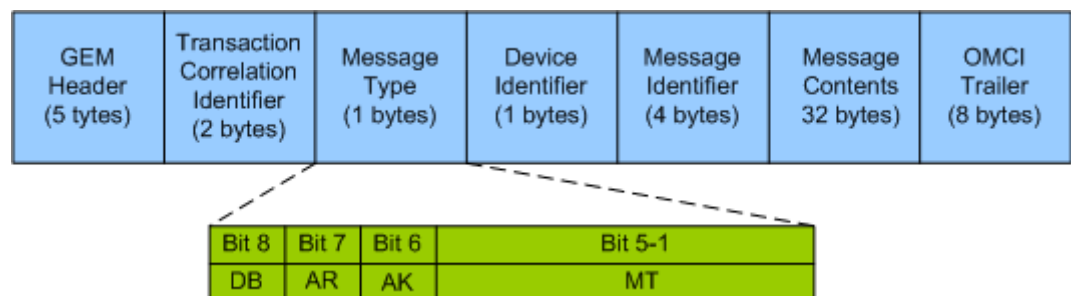 GEM
Header
(5 tytes)
Transaction
Correlation
Identifier
(2 bytes)
Message
Type
(1 bytes)
Device
Identifier
(1 bytes)
Message
Identifier
(4 bytes)
Message
Contents
32 bytes)
OMCI
Trailer
(8 bytes)
Bit 8 Bit 7 Bit 6 Bit 5-1
DB AR AK MT